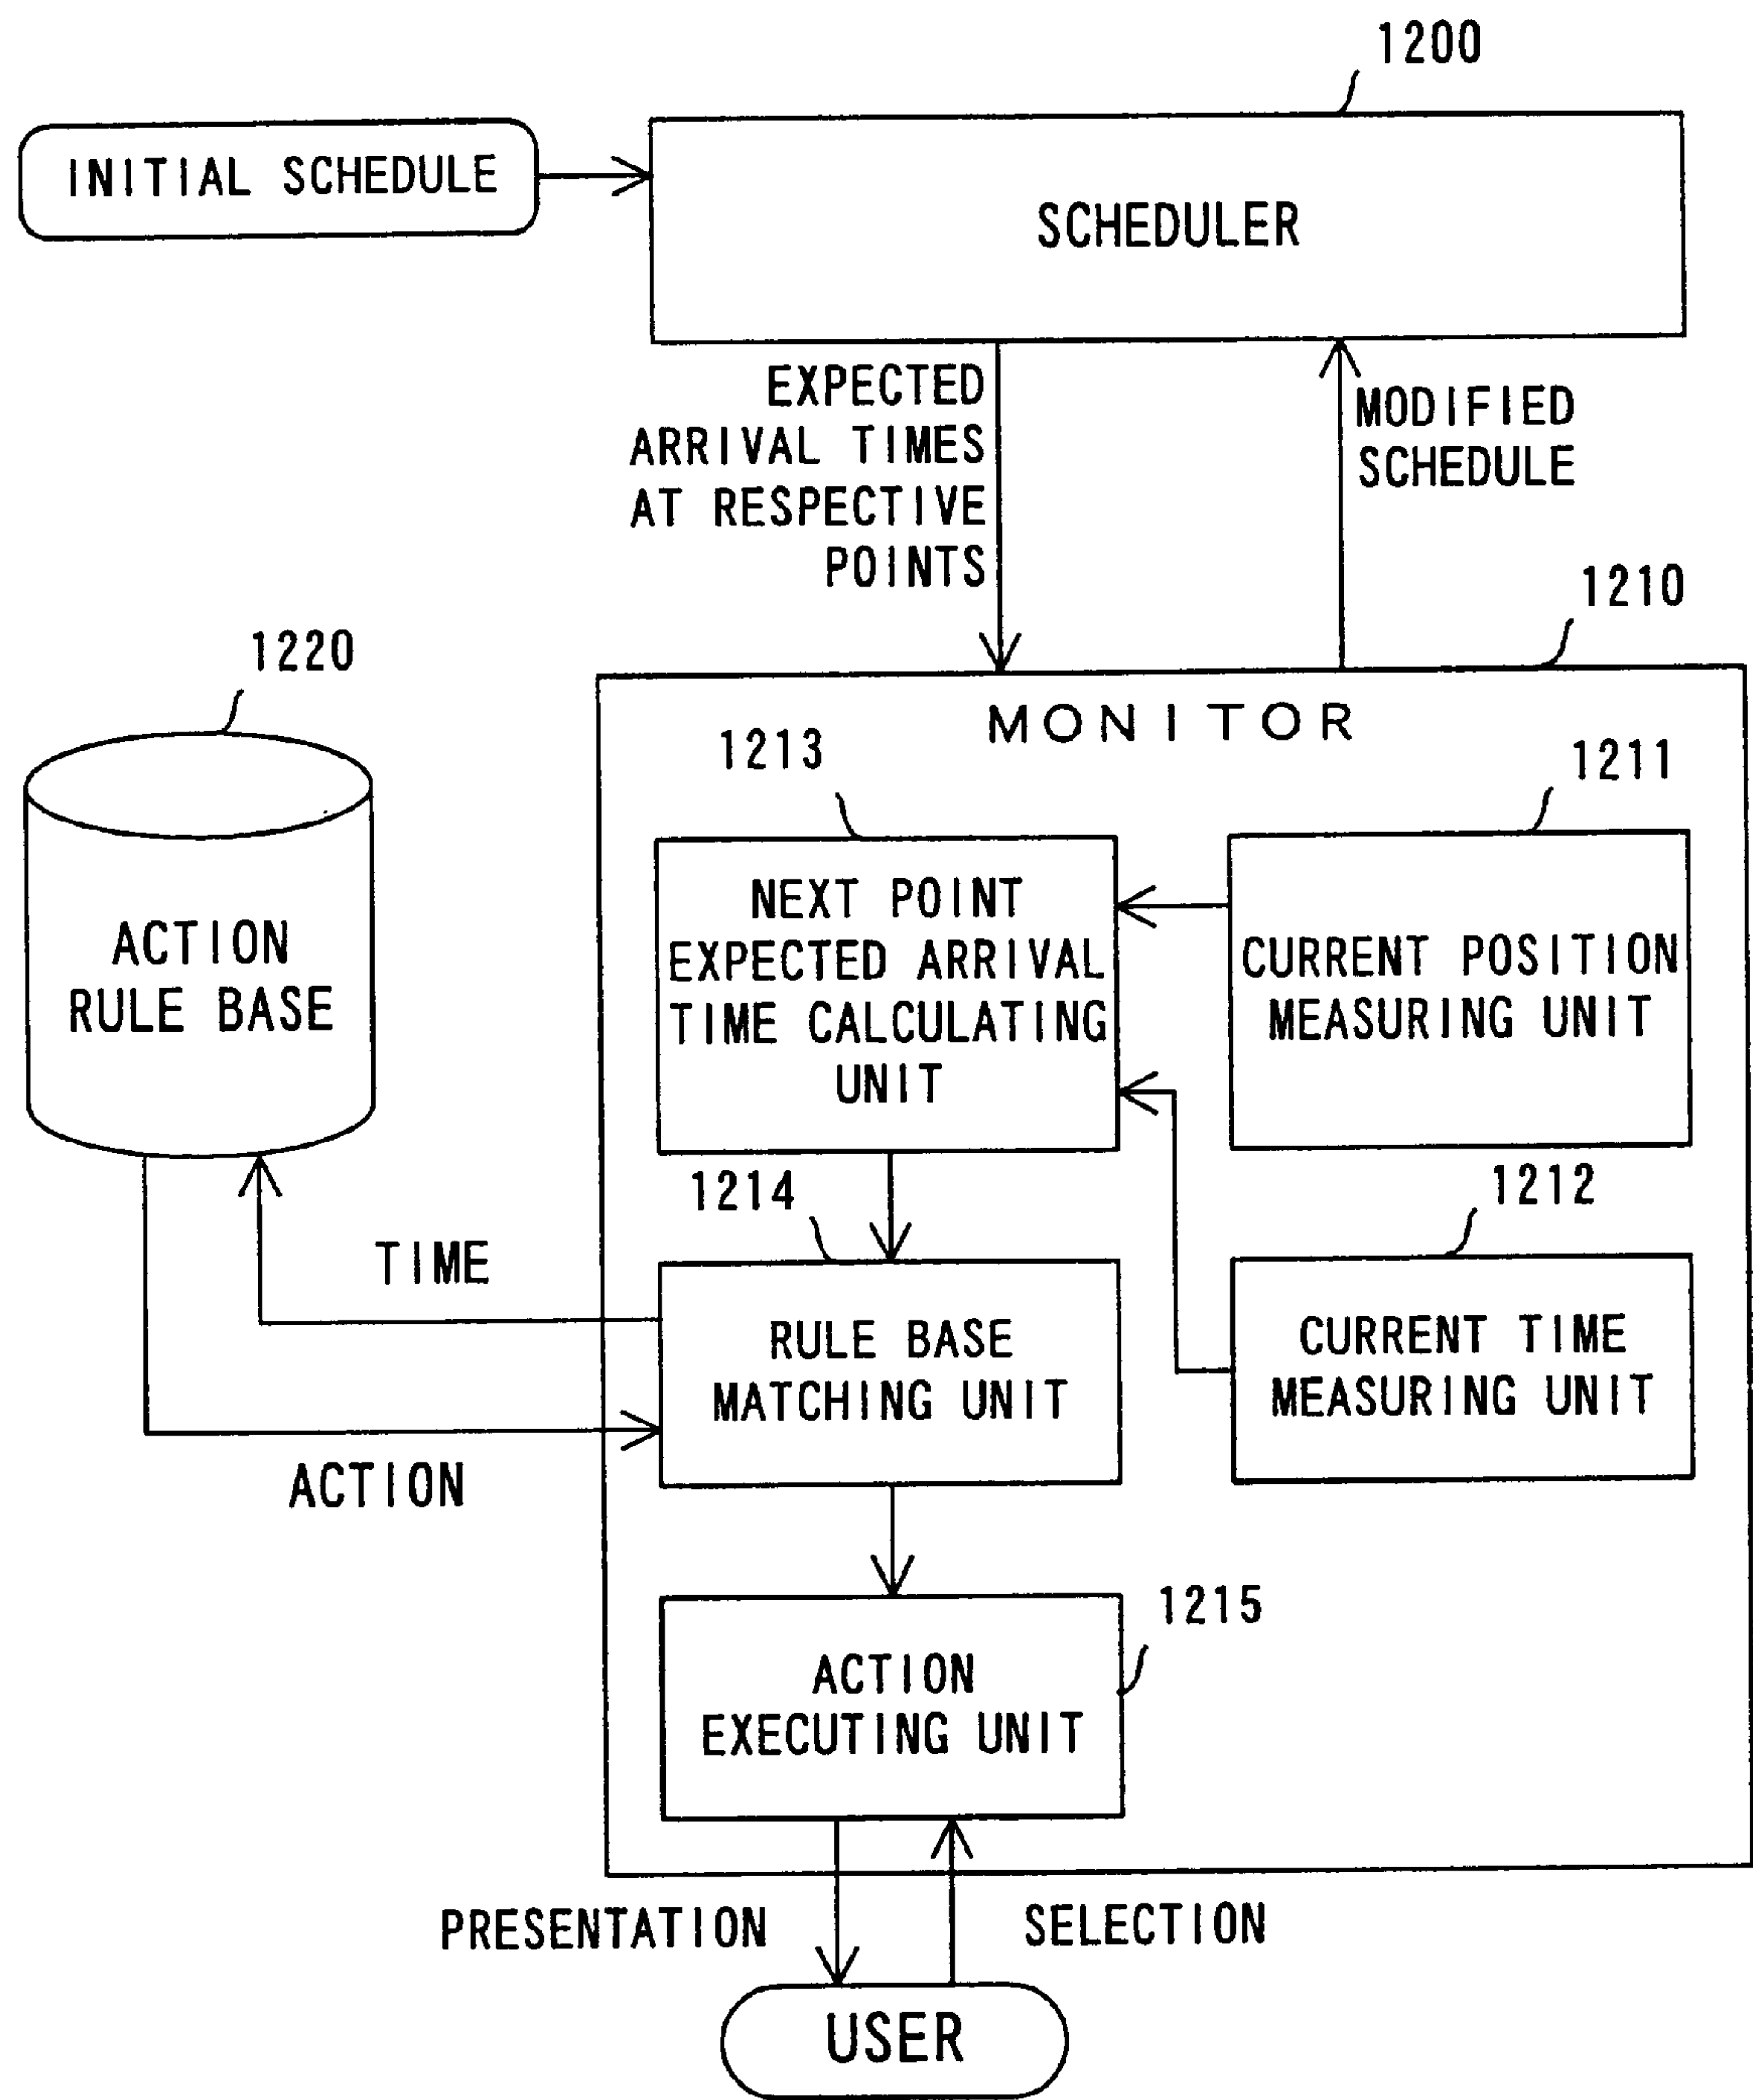 1200
INITIAL SCHEDULE
SCHEDULER
EXPECTED
ARRIVAL TIMES
AT RESPECTIVE
POINTS
MODIFIED
SCHEDULE
1210
1220
MONITOR
1213
1211
ACTION
RULE BASE
NEXT POINT
EXPECTED ARRIVAL
TIME CALCULATING
UNIT
CURRENT POSITION
MEASURING UNIT
1214
1212
TIME
RULE BASE
MATCHING UNIT
CURRENT TIME
MEASURING UNIT
ACTION
1215
ACTION
EXECUTING UNIT
PRESENTATION
SELECTION
USER